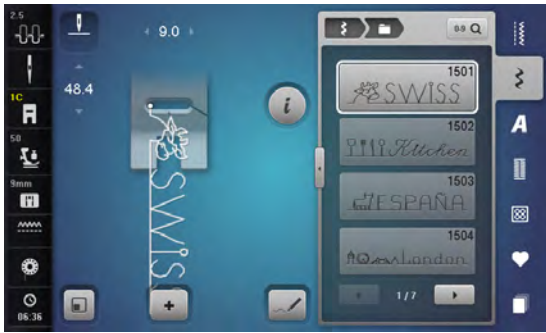 2.5
9.0
0-9
48.4
1C
50
9mm
06:36
i
SWISS
1501
SWISS
1502
Kitchen
1503
ESPAÑA
1504
London
A
1/7